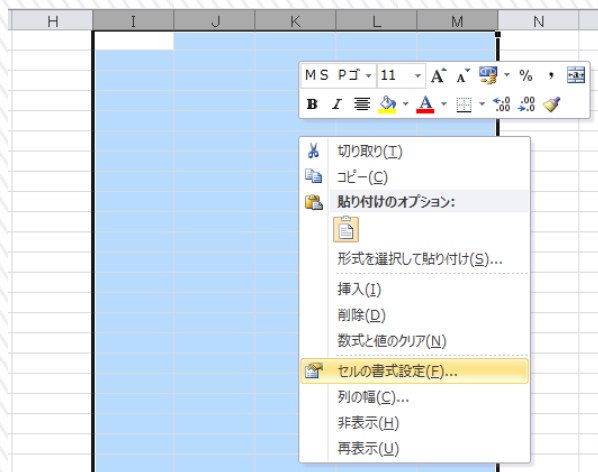 H I J K L M N
MS Pゴ 11 A A % ,
B I A .0 .00 .00 .0
切り取り(T)
コピー(C)
貼り付けのオプション:
形式を選択して貼り付け(S)...
挿入(I)
削除(D)
数式と値のクリア(N)
セルの書式設定(F)...
列の幅(C)...
非表示(H)
再表示(U)